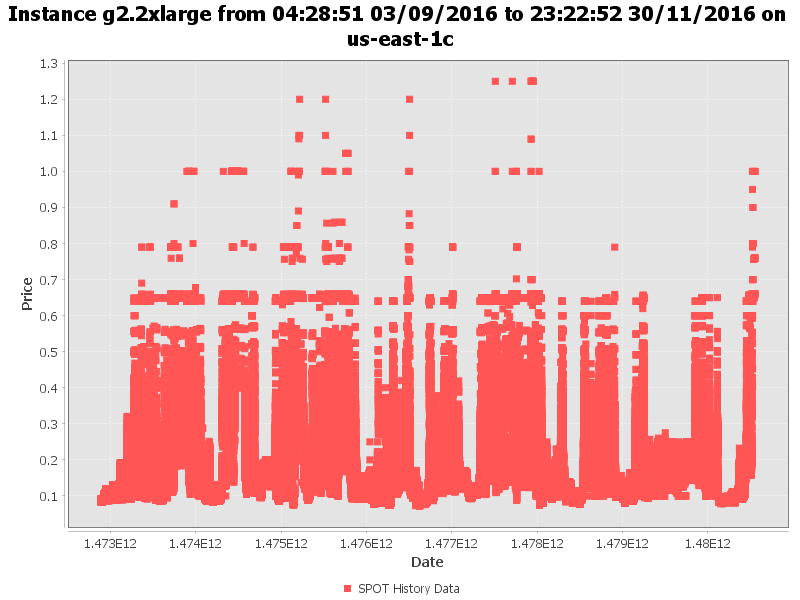 Instance g2.2xlarge from 04:28:51 03/09/2016 to 23:22:52 30/11/2016 on
us-east-1c
1.3
1.2
1.1
1.0
0.9
0.8
0.7
0.6
0.5
0.4
0.3
0.2
0.1
Price
1.473E12 1.474E12 1.475E12 1.476E12 1.477E12 1.478E12 1.479E12 1.48E12
Date
SPOT History Data